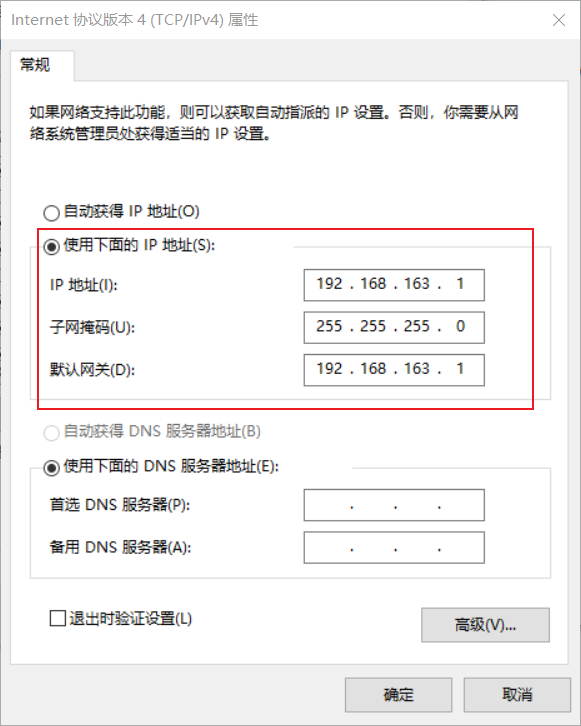 Internet 协议版本 4 (TCP/IPv4) 属性
常规
如果网络支持此功能，则可以获取自动指派的 IP 设置。否则，你需要从网
络系统管理员处获得适当的 IP 设置。
自动获得 IP 地址(O)
使用下面的 IP 地址(S):
IP 地址(I): 192 . 168 . 163 . 1
子网掩码(U): 255 . 255 . 255 . 0
默认网关(D): 192 . 168 . 163 . 1
自动获得 DNS 服务器地址(B)
使用下面的 DNS 服务器地址(E):
首选 DNS 服务器(P): . . .
备用 DNS 服务器(A): . . .
退出时验证设置(L)
高级(V)...
确定 取消